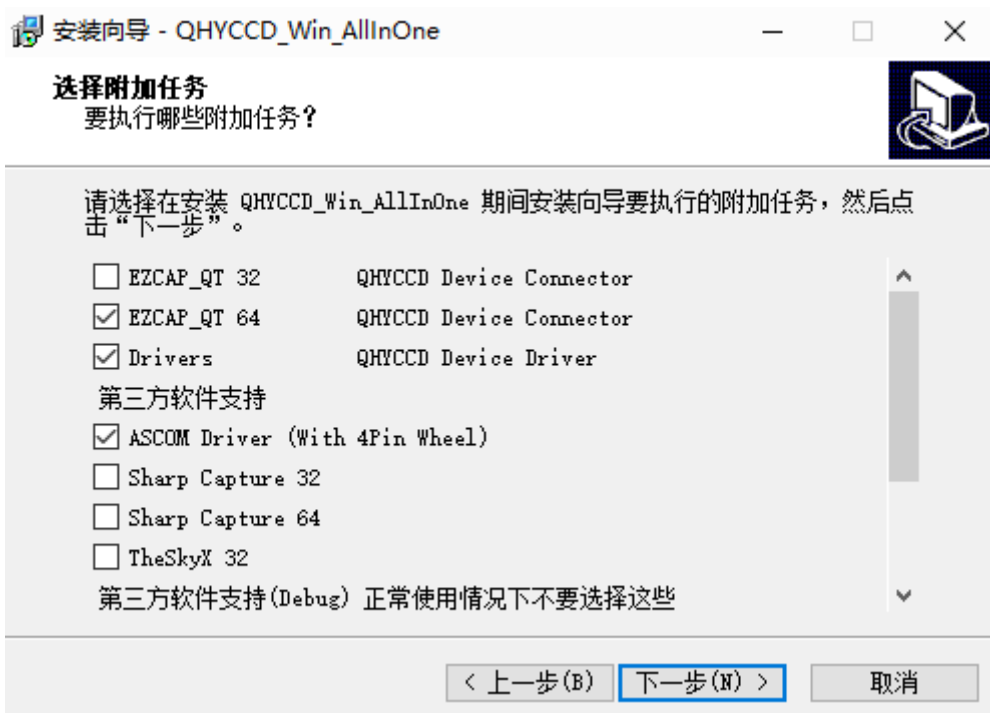 安装向导 - QHYCCD_Win_AllInOne
选择附加任务
要执行哪些附加任务?
请选择在安装 QHYCCD_Win_AllInOne 期间安装向导要执行的附加任务，然后点
击“下一步”。
EZCAP_QT 32 QHYCCD Device Connector
EZCAP_QT 64 QHYCCD Device Connector
Drivers QHYCCD Device Driver
第三方软件支持
ASCOM Driver (With 4Pin Wheel)
Sharp Capture 32
Sharp Capture 64
TheSkyX 32
第三方软件支持(Debug) 正常使用情况下不要选择这些
< 上一步(B) 下一步(N) > 取消